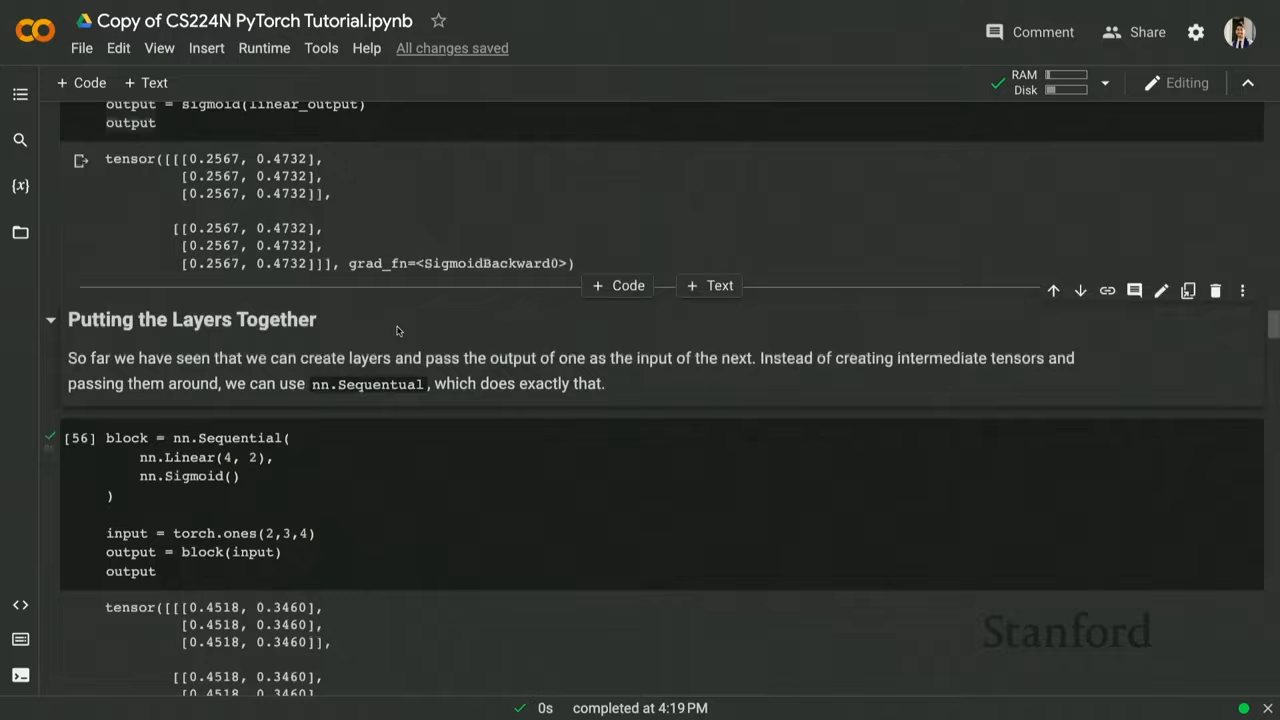 Copy of CS224N PyTorch Tutorial.ipynb
File Edit View Insert Runtime Tools Help All changes saved
Comment Share
+ Code + Text
RAM
Disk
Editing
output = sigmoid(linear_output)
output
tensor([[[0.2567, 0.4732],
[0.2567, 0.4732],
[0.2567, 0.4732]],
[[0.2567, 0.4732],
[0.2567, 0.4732],
[0.2567, 0.4732]]], grad_fn=<SigmoidBackward0>)
+ Code + Text
Putting the Layers Together
So far we have seen that we can create layers and pass the output of one as the input of the next. Instead of creating intermediate tensors and
passing them around, we can use nn.Sequentual, which does exactly that.
[56] block = nn.Sequential(
nn.Linear(4, 2),
nn.Sigmoid()
)
input = torch.ones(2,3,4)
output = block(input)
output
tensor([[[0.4518, 0.3460],
[0.4518, 0.3460],
[0.4518, 0.3460]],
[[0.4518, 0.3460],
[0.4518, 0.3460],
Stanford
0s completed at 4:19 PM